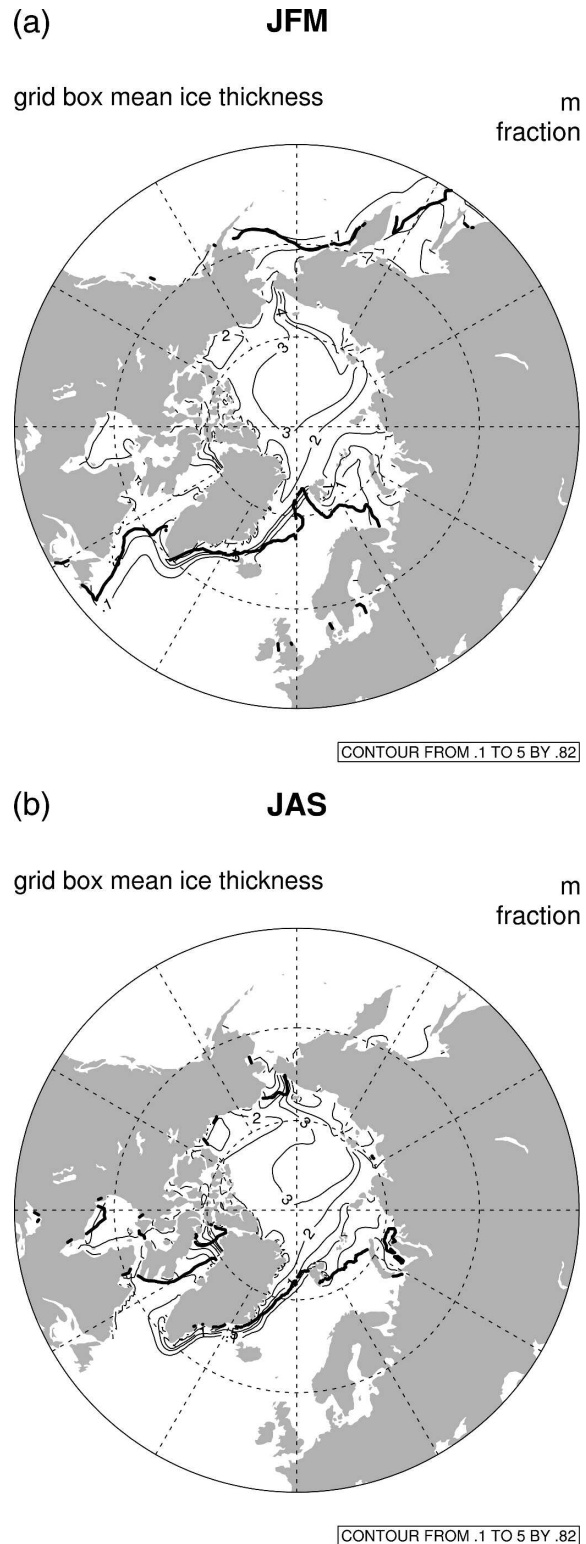 (a) JFM
grid box mean ice thickness m
fraction
1
2
4
3
3
2
1
.1
CONTOUR FROM .1 TO 5 BY .82
(b) JAS
grid box mean ice thickness m
fraction
2
3
3
2
CONTOUR FROM .1 TO 5 BY .82